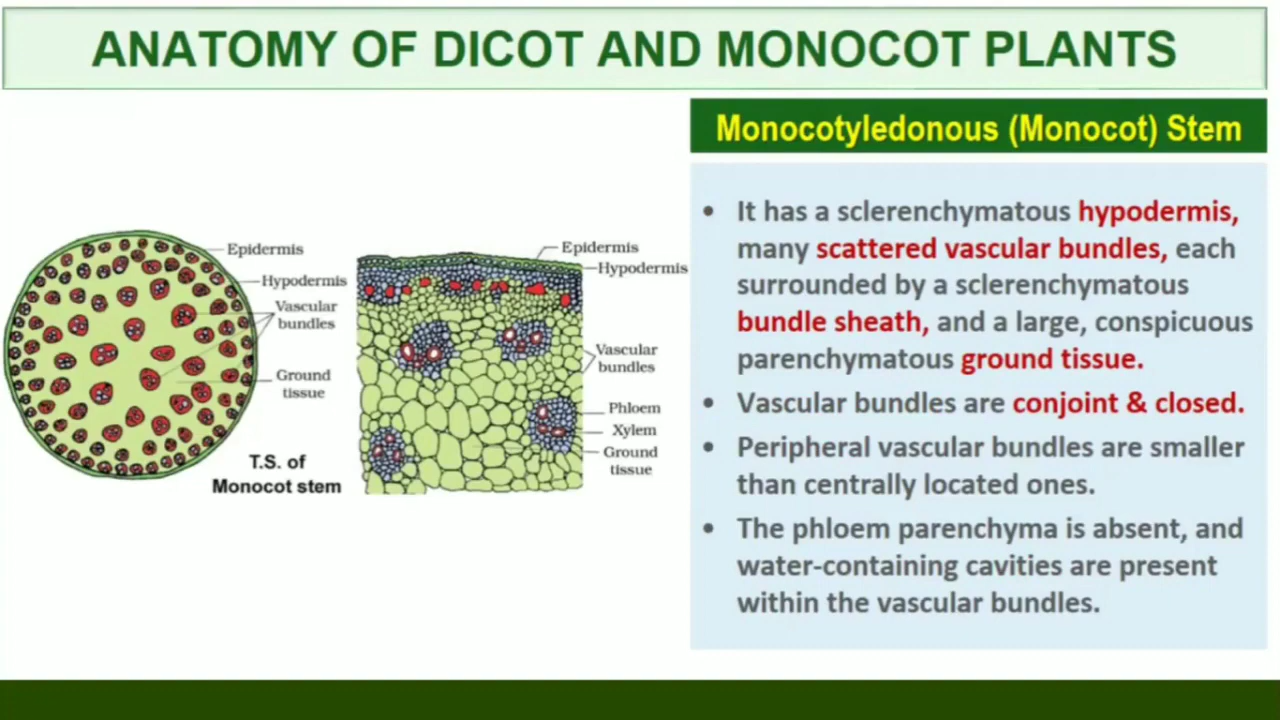 ANATOMY OF DICOT AND MONOCOT PLANTS
Epidermis
Hypodermis
Vascular
bundles
Ground
tissue
T.S. of
Monocot stem
Epidermis
Hypodermis
Vascular
bundles
Phloem
Xylem
Ground
tissue
Monocotyledonous (Monocot) Stem
• It has a sclerenchymatous hypodermis,
many scattered vascular bundles, each
surrounded by a sclerenchymatous
bundle sheath, and a large, conspicuous
parenchymatous ground tissue.
• Vascular bundles are conjoint & closed.
• Peripheral vascular bundles are smaller
than centrally located ones.
• The phloem parenchyma is absent, and
water-containing cavities are present
within the vascular bundles.